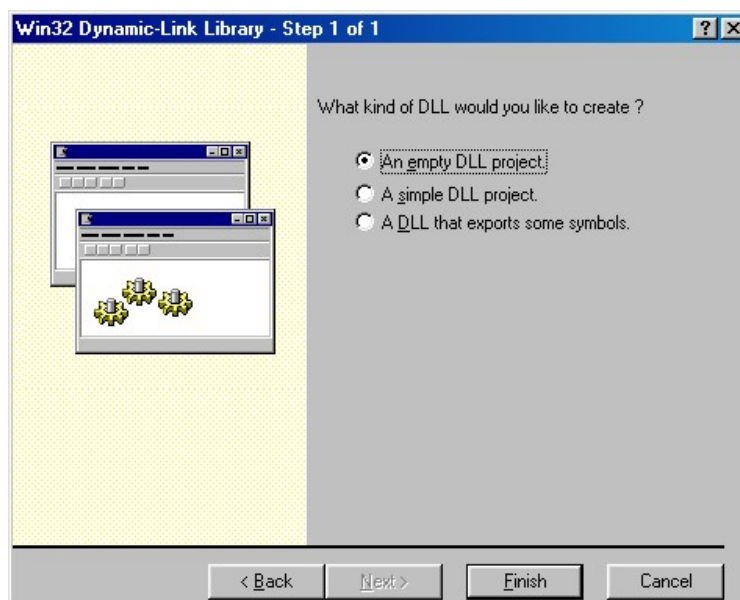 Win32 Dynamic-Link Library - Step 1 of 1
What kind of DLL would you like to create ?
An empty DLL project.
A simple DLL project.
A DLL that exports some symbols.
< Back
Next >
Finish
Cancel